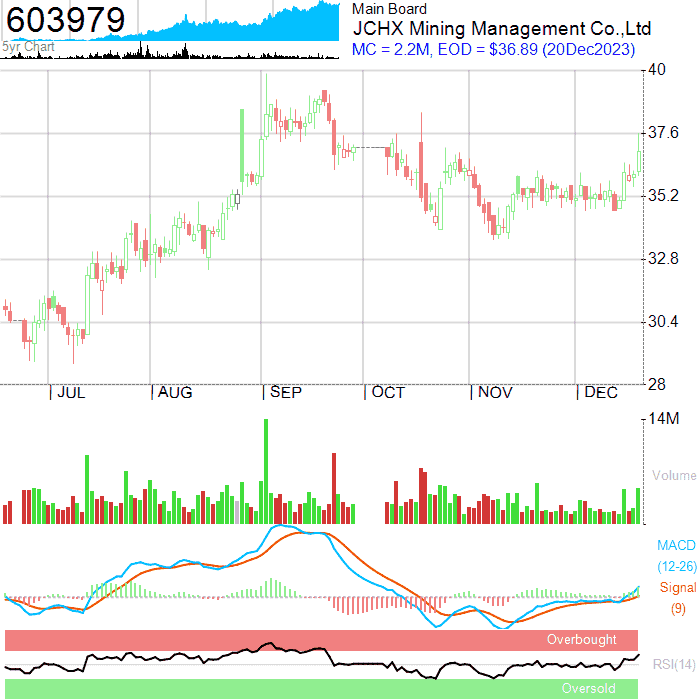 603979
Main Board
JCHX Mining Management Co.,Ltd
MC = 2.2M, EOD = $36.89 (20Dec2023)
5yr Chart
40
37.6
35.2
32.8
30.4
28
JUL AUG SEP OCT NOV DEC
14M
Volume
MACD
(12-26)
Signal
(9)
Overbought
RSI(14)
Oversold